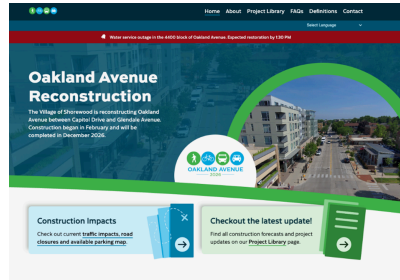 Home About Project Library FAQs Definitions Contact
Select Language
Water service outage in the 4400 block of Oakland Avenue. Expected restoration by 1:30 PM
Oakland Avenue
Reconstruction
The Village of Shorewood is reconstructing Oakland
Avenue between Capitol Drive and Glendale Avenue.
Construction began in February and will be
completed in December 2026.
OAKLAND AVENUE
2026
Construction Impacts
Check out current traffic impacts, road
closures and available parking map.
Checkout the latest update!
Find all construction forecasts and project
updates on our Project Library page.